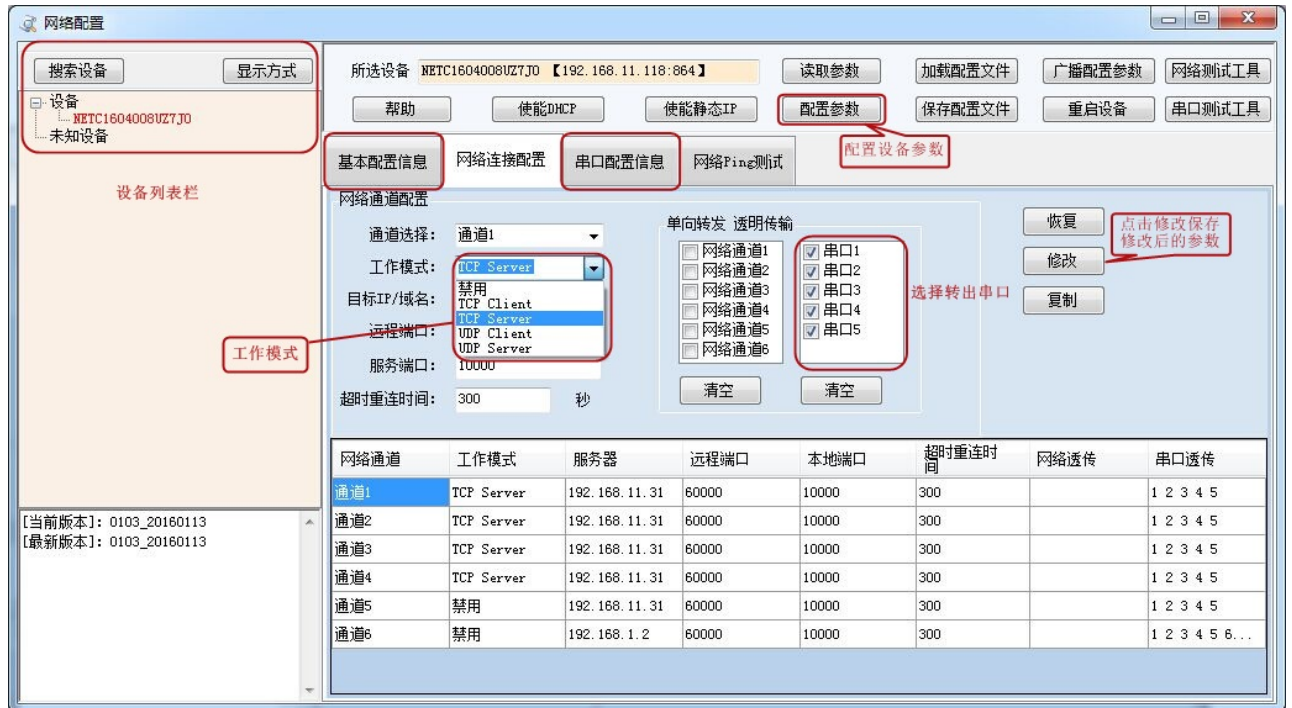 网络配置
搜索设备 显示方式
设备
NETC1604008UZ7J0
未知设备
设备列表栏
所选设备 NETC1604008UZ7J0 【192.168.11.118:864】 读取参数 加载配置文件 广播配置参数 网络测试工具
帮助 使能DHCP 使能静态IP 配置参数 保存配置文件 重启设备 串口测试工具
配置设备参数
基本配置信息 网络连接配置 串口配置信息 网络Ping测试
网络通道配置
通道选择: 通道1
工作模式: TCP Server
禁用
TCP Client
TCP Server
UDP Client
UDP Server
目标IP/域名:
远程端口:
工作模式
服务端口: 10000
超时重连时间: 300 秒
单向转发 透明传输
网络通道1 串口1
网络通道2 串口2
网络通道3 串口3
网络通道4 串口4
网络通道5 串口5
网络通道6
选择转出串口
清空 清空
恢复
修改
复制
点击修改保存
修改后的参数
网络通道 工作模式 服务器 远程端口 本地端口 超时重连时间 网络透传 串口透传
通道1 TCP Server 192.168.11.31 60000 10000 300 1 2 3 4 5
通道2 TCP Server 192.168.11.31 60000 10000 300 1 2 3 4 5
通道3 TCP Server 192.168.11.31 60000 10000 300 1 2 3 4 5
通道4 TCP Server 192.168.11.31 60000 10000 300 1 2 3 4 5
通道5 禁用 192.168.11.31 60000 10000 300 1 2 3 4 5
通道6 禁用 192.168.1.2 60000 10000 300 1 2 3 4 5 6...
[当前版本]: 0103_20160113
[最新版本]: 0103_20160113